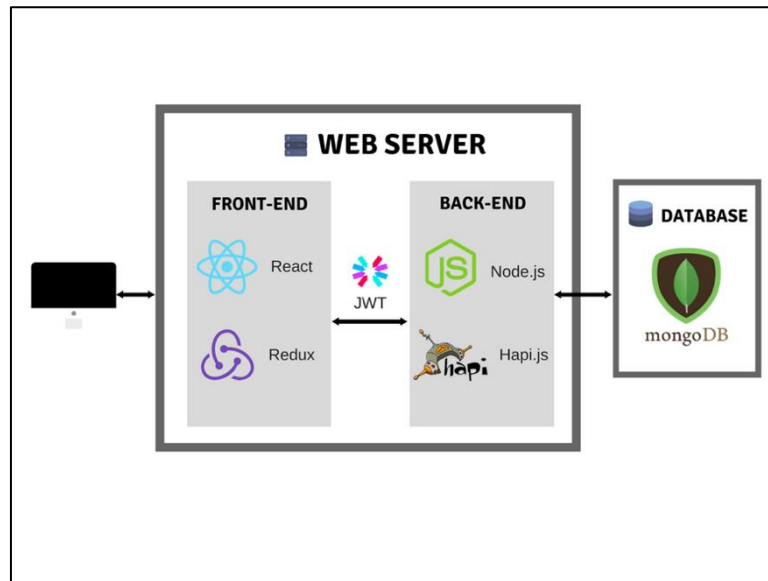 WEB SERVER
FRONT-END
React
Redux
JWT
BACK-END
JS
Node.js
hapi
Hapi.js
DATABASE
mongoDB